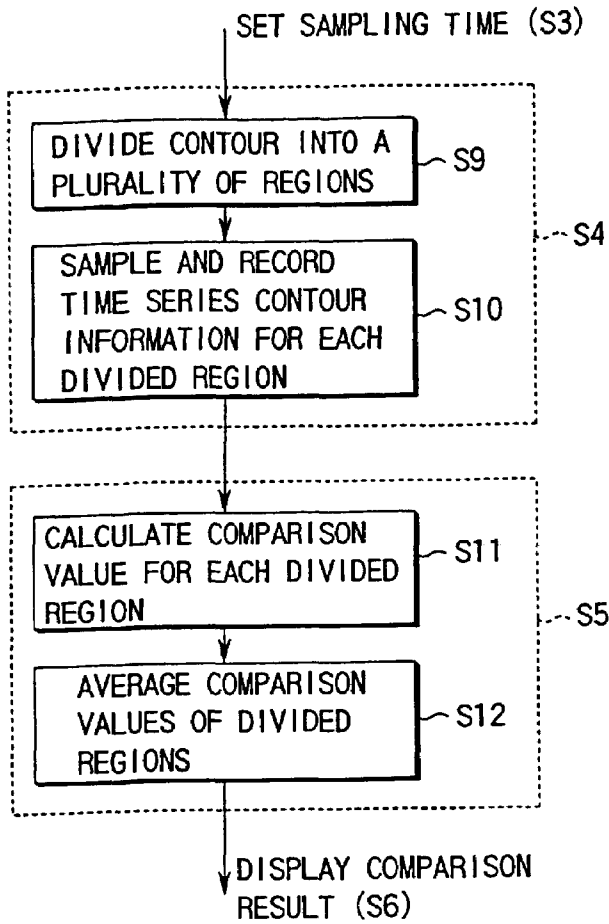 SET SAMPLING TIME (S3)
DIVIDE CONTOUR INTO A
PLURALITY OF REGIONS
S9
S4
SAMPLE AND RECORD
TIME SERIES CONTOUR
INFORMATION FOR EACH
DIVIDED REGION
S10
CALCULATE COMPARISON
VALUE FOR EACH DIVIDED
REGION
S11
S5
AVERAGE COMPARISON
VALUES OF DIVIDED
REGIONS
S12
DISPLAY COMPARISON
RESULT (S6)